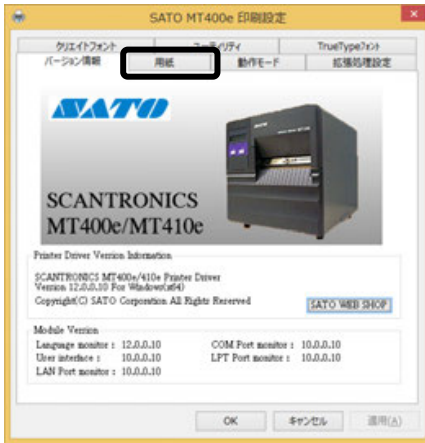 SATO MT400e 印刷設定
クリエイトフォント
ユーティリティ
TrueTypeフォント
バージョン情報
用紙
動作モード
拡張処理設定
SATO
SCANTRONICS
MT400e/MT410e
Printer Driver Version Information
SCANTRONICS MT400e/410e Printer Driver
Version 12.0.0.10 For Windows(x64)
Copyright(C) SATO Corporation All Rights Reserved
SATO WEB SHOP
Module Version
Language monitor : 12.0.0.10
COM Port monitor : 10.0.0.10
User interface : 10.0.0.10
LPT Port monitor : 10.0.0.10
LAN Port monitor : 10.0.0.10
OK
キャンセル
適用(A)